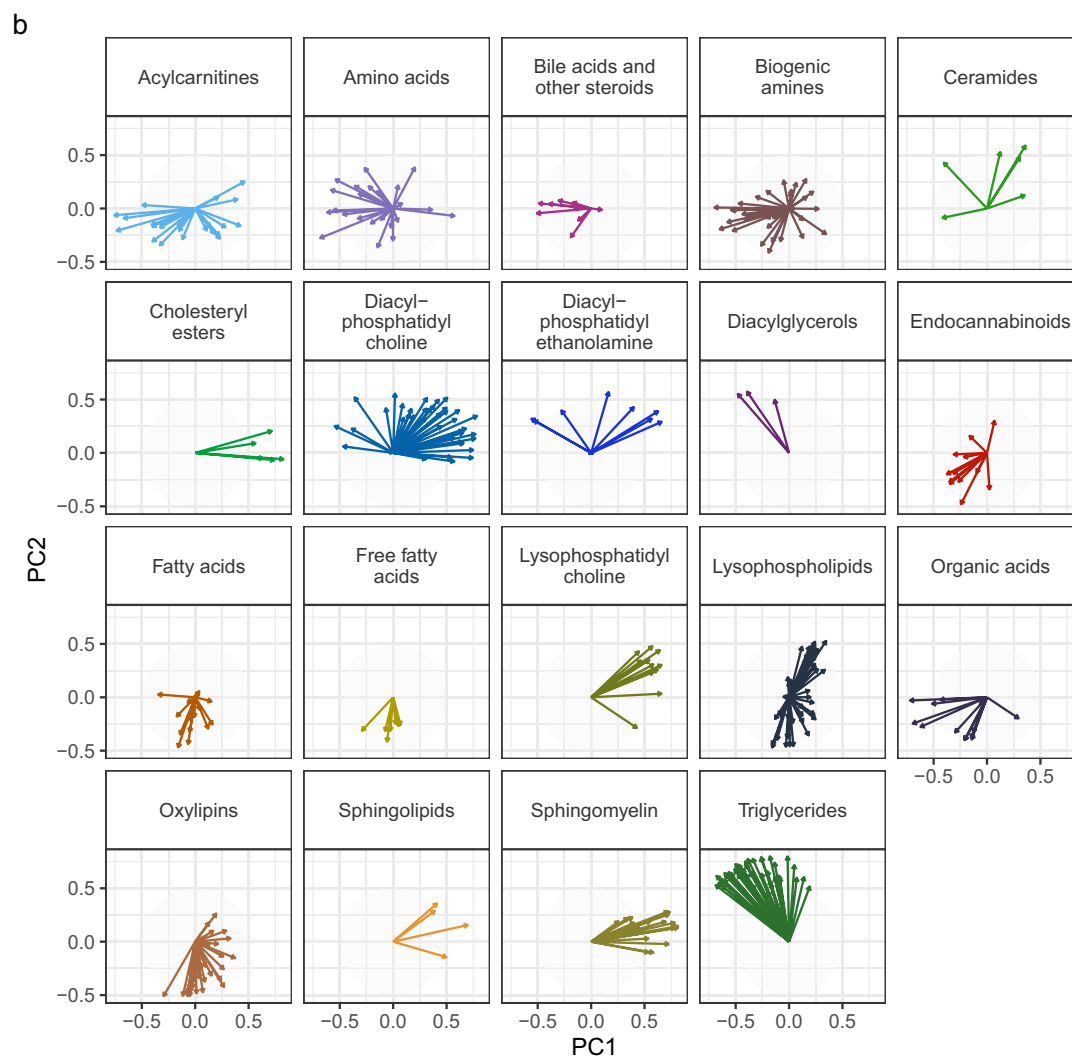 b
Acylcarnitines
Amino acids
Bile acids and
other steroids
Biogenic
amines
Ceramides
0.5
0.0
−0.5
Cholesteryl
esters
Diacyl−
phosphatidyl
choline
Diacyl−
phosphatidyl
ethanolamine
Diacylglycerols
Endocannabinoids
0.5
0.0
−0.5
PC2
Fatty acids
Free fatty
acids
Lysophosphatidyl
choline
Lysophospholipids
Organic acids
0.5
0.0
−0.5
−0.5 0.0 0.5
Oxylipins
Sphingolipids
Sphingomyelin
Triglycerides
0.5
0.0
−0.5
−0.5 0.0 0.5
−0.5 0.0 0.5
−0.5 0.0 0.5
−0.5 0.0 0.5
PC1